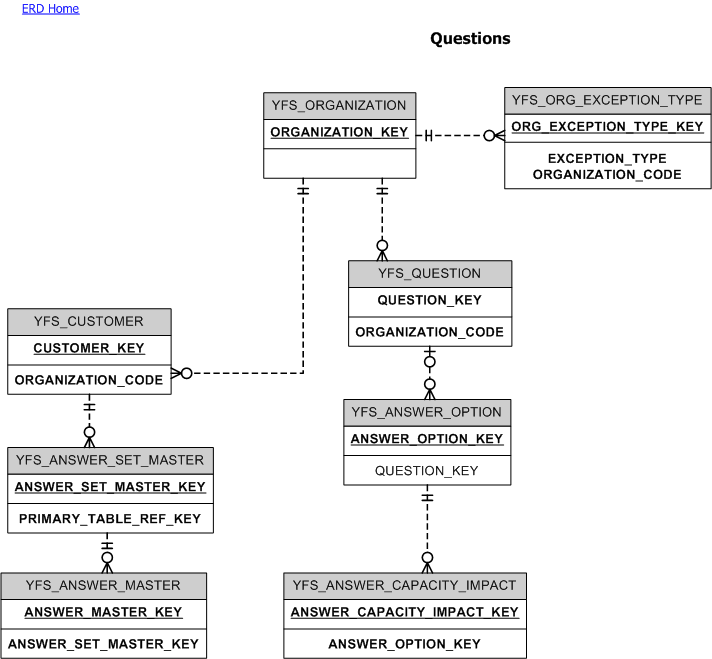 ERD Home
Questions
YFS_ORGANIZATION
ORGANIZATION_KEY
YFS_ORG_EXCEPTION_TYPE
ORG_EXCEPTION_TYPE_KEY
EXCEPTION_TYPE
ORGANIZATION_CODE
YFS_QUESTION
QUESTION_KEY
ORGANIZATION_CODE
YFS_CUSTOMER
CUSTOMER_KEY
ORGANIZATION_CODE
YFS_ANSWER_OPTION
ANSWER_OPTION_KEY
QUESTION_KEY
YFS_ANSWER_SET_MASTER
ANSWER_SET_MASTER_KEY
PRIMARY_TABLE_REF_KEY
YFS_ANSWER_MASTER
ANSWER_MASTER_KEY
ANSWER_SET_MASTER_KEY
YFS_ANSWER_CAPACITY_IMPACT
ANSWER_CAPACITY_IMPACT_KEY
ANSWER_OPTION_KEY